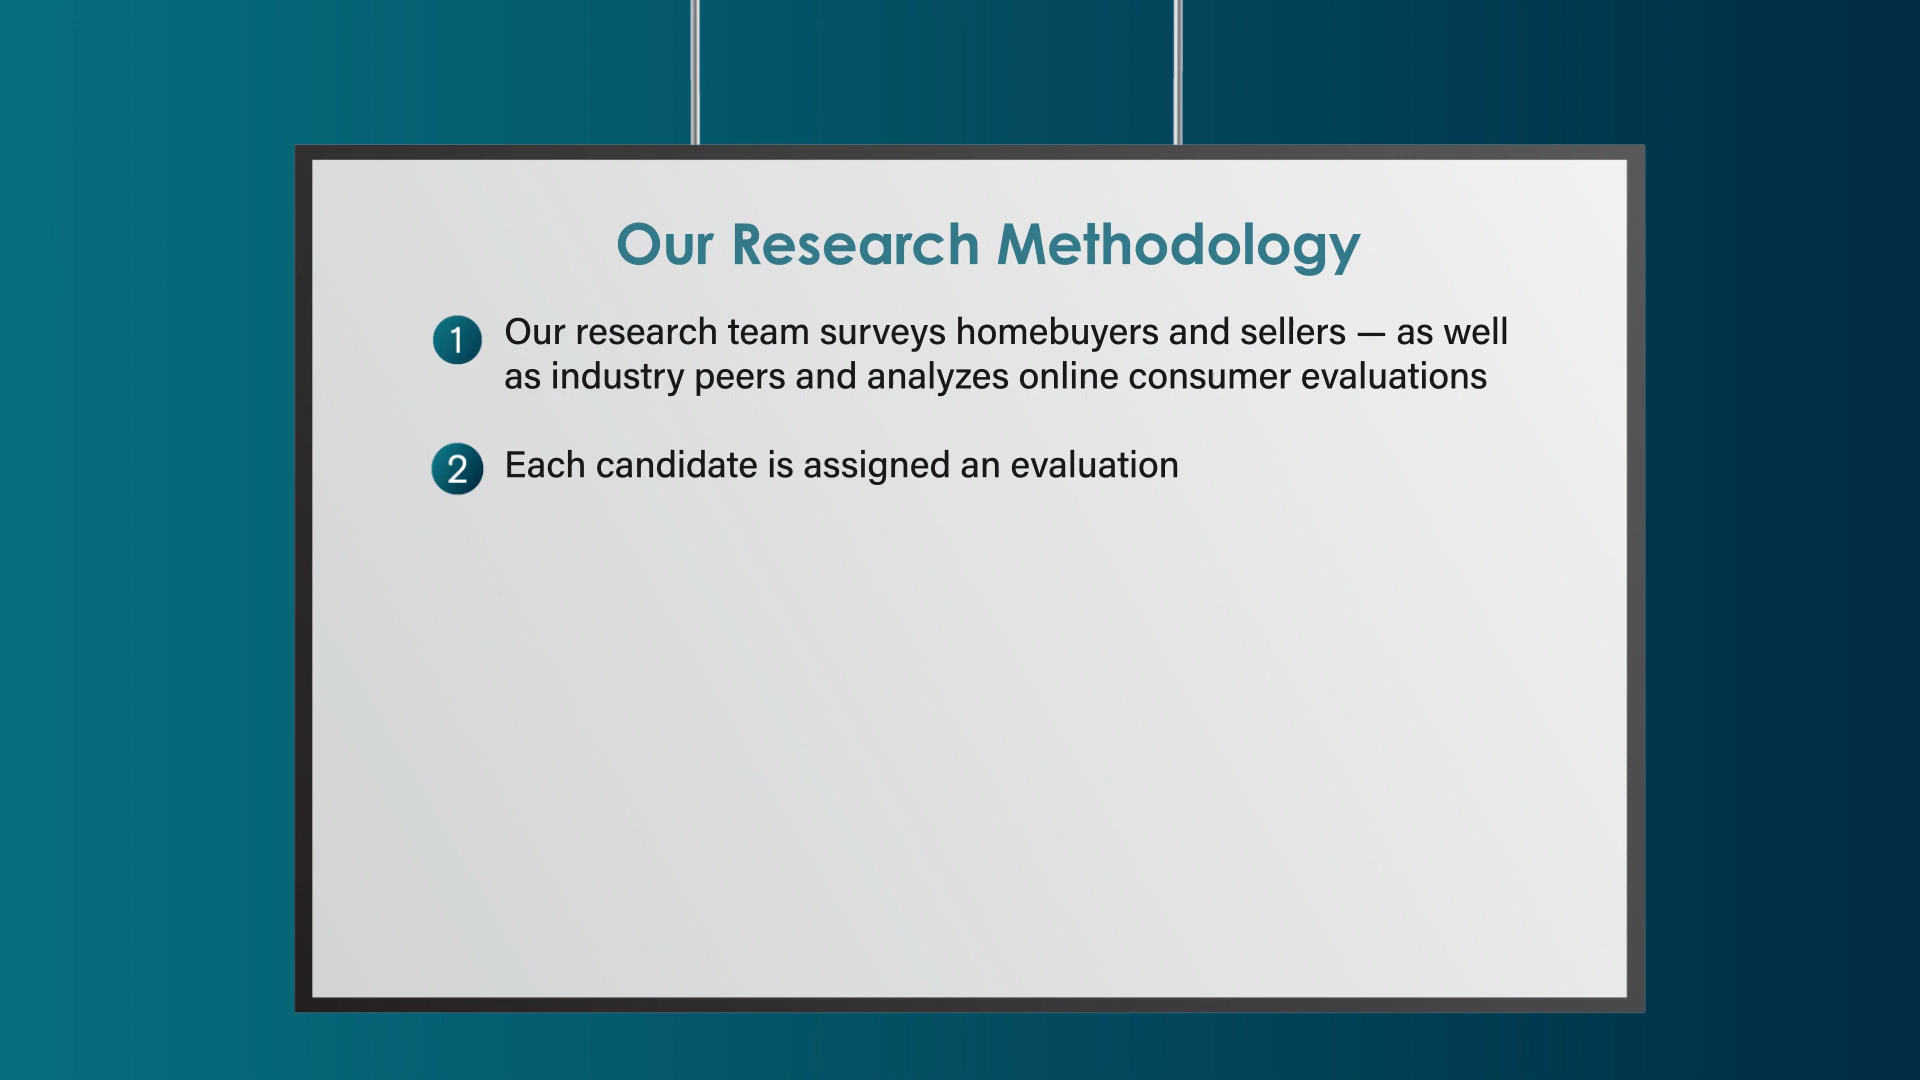 Our Research Methodology
1 Our research team surveys homebuyers and sellers — as well
as industry peers and analyzes online consumer evaluations
2 Each candidate is assigned an evaluation